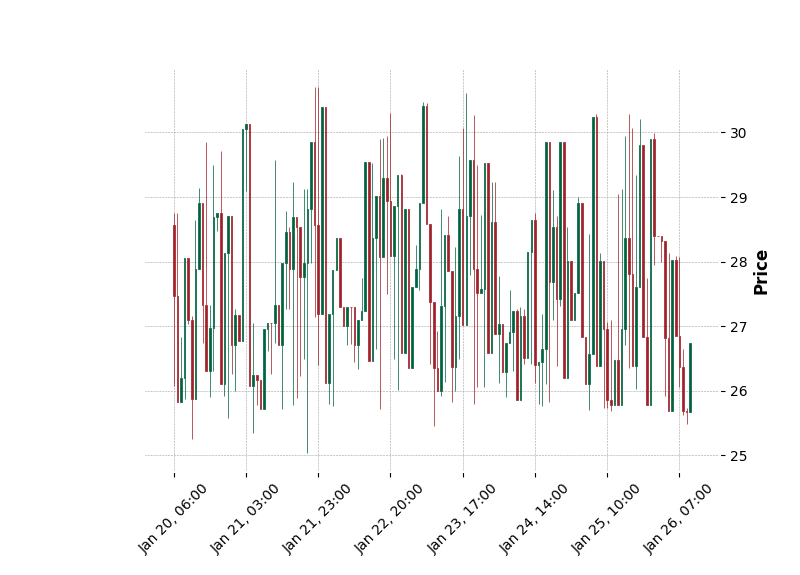 30
29
28
27
26
25
Price
Jan 20, 06:00
Jan 21, 03:00
Jan 21, 23:00
Jan 22, 20:00
Jan 23, 17:00
Jan 24, 14:00
Jan 25, 10:00
Jan 26, 07:00